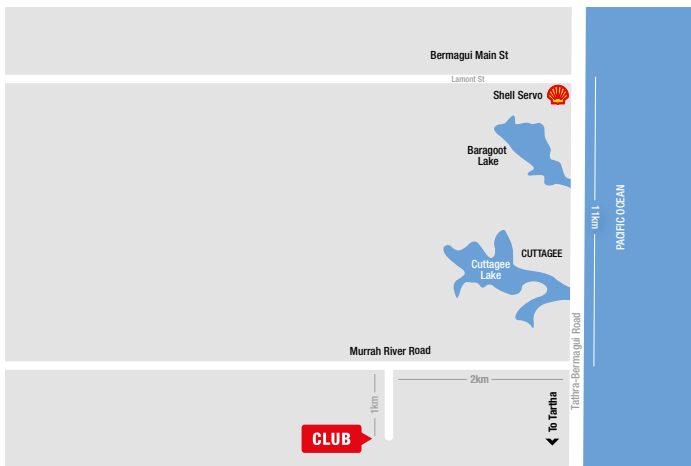 Bermagui Main St
Lamont St
Shell Servo
Baragoot
Lake
PACIFIC OCEAN
11km
CUTTAGEE
Cuttagee
Lake
Tathra-Bermagui Road
Murrah River Road
2km
1km
To Tartha
CLUB